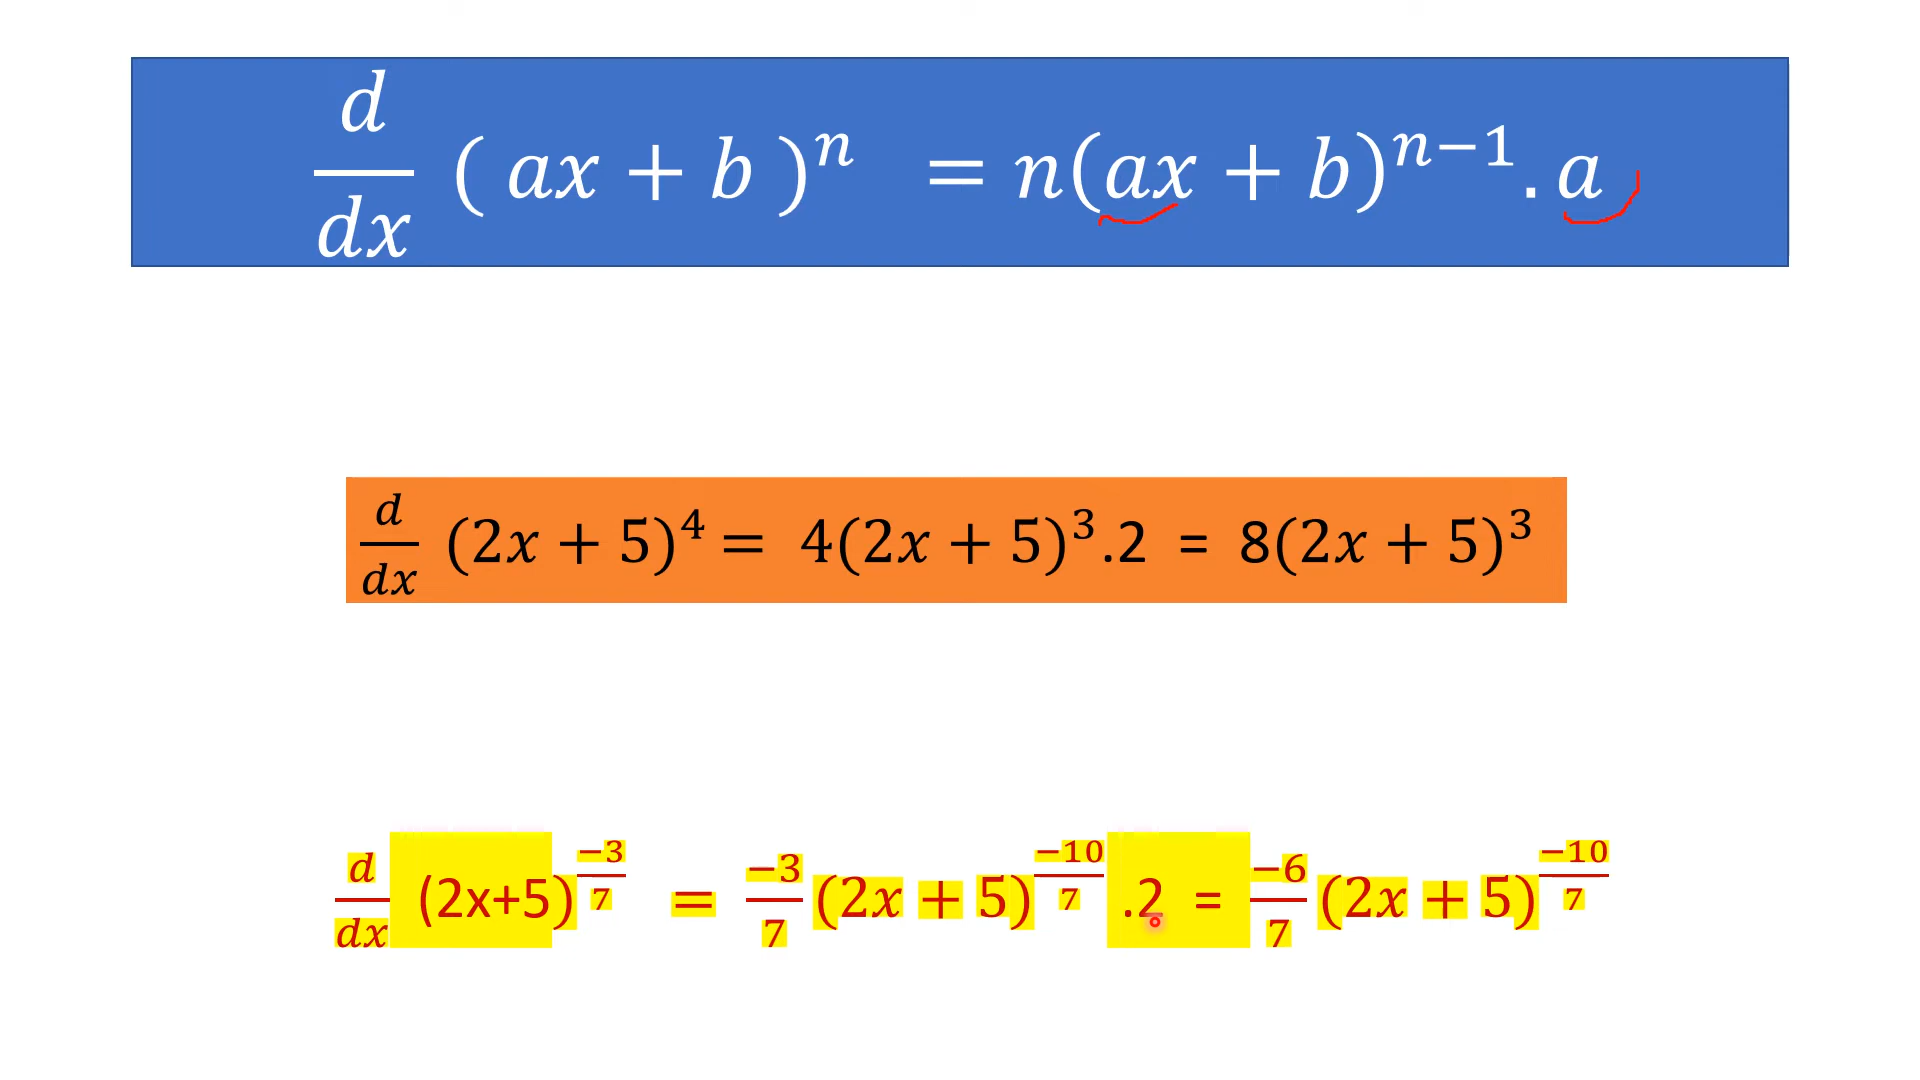 d/dx ( ax + b )^n = n(ax + b)^{n−1}. a
d/dx (2x + 5)^4 = 4(2x + 5)^3.2 = 8(2x + 5)^3
d/dx (2x+5)^{−3/7} = −3/7 (2x + 5)^{−10/7} .2 = −6/7 (2x + 5)^{−10/7}